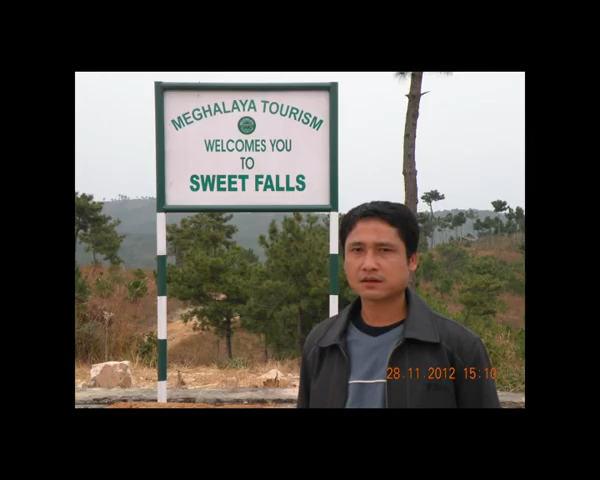 MEGHALAYA TOURISM
WELCOMES YOU
TO
SWEET FALLS
28.11.2012 15:10